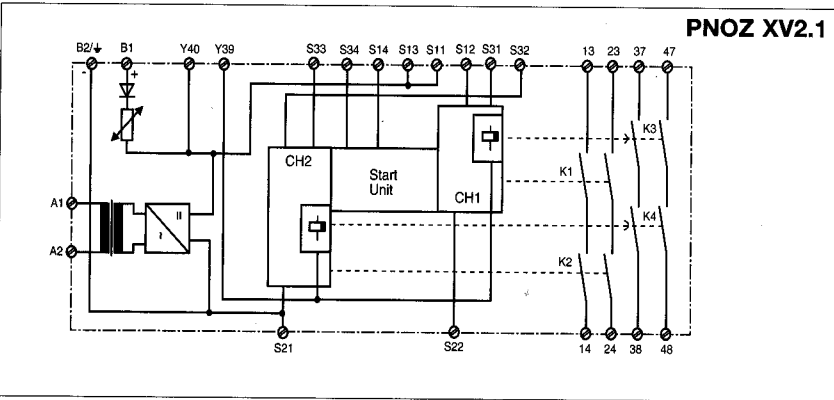 PNOZ XV2.1
B2/⏚ B1 Y40 Y39 S33 S34 S14 S13 S11 S12 S31 S32 13 23 37 47
- +
K3
CH2
Start
Unit
CH1
K1
A1
II
~
K4
A2
K2
S21 S22 14 24 38 48